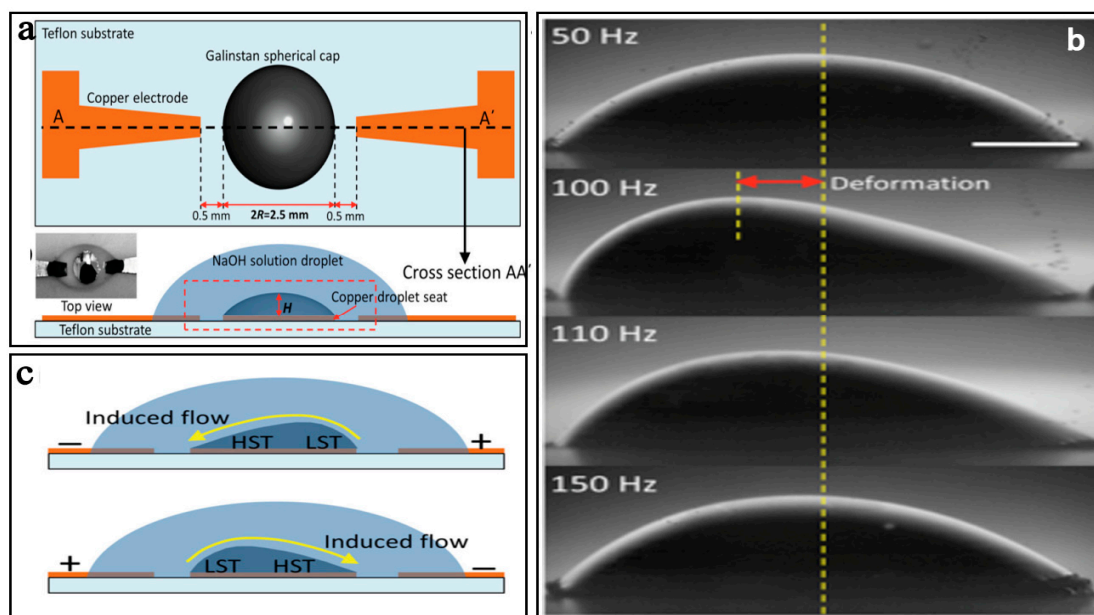 a
Teflon substrate
Galinstan spherical cap
Copper electrode
A
A′
0.5 mm
2R=2.5 mm
0.5 mm
NaOH solution droplet
Cross section AA′
Top view
H
Copper droplet seat
Teflon substrate
b
50 Hz
100 Hz
Deformation
110 Hz
150 Hz
c
Induced flow
−
HST
LST
+
Induced flow
+
LST
HST
−